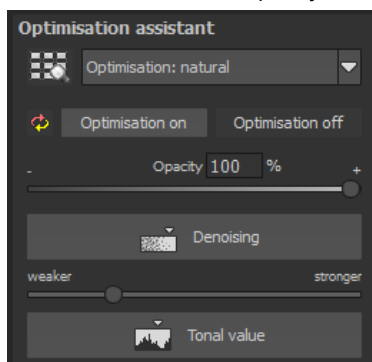 Optimisation assistant
Optimisation: natural
Optimisation on Optimisation off
- Opacity 100 % +
Denoising
weaker stronger
Tonal value